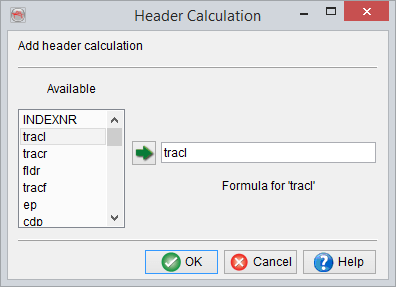 Header Calculation
Add header calculation
Available
INDEXNR
tracl
tracr
fldr
tracf
ep
cdp
tracl
Formula for 'tracl'
OK
Cancel
Help